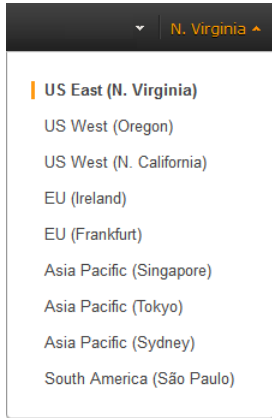 N. Virginia
US East (N. Virginia)
US West (Oregon)
US West (N. California)
EU (Ireland)
EU (Frankfurt)
Asia Pacific (Singapore)
Asia Pacific (Tokyo)
Asia Pacific (Sydney)
South America (São Paulo)